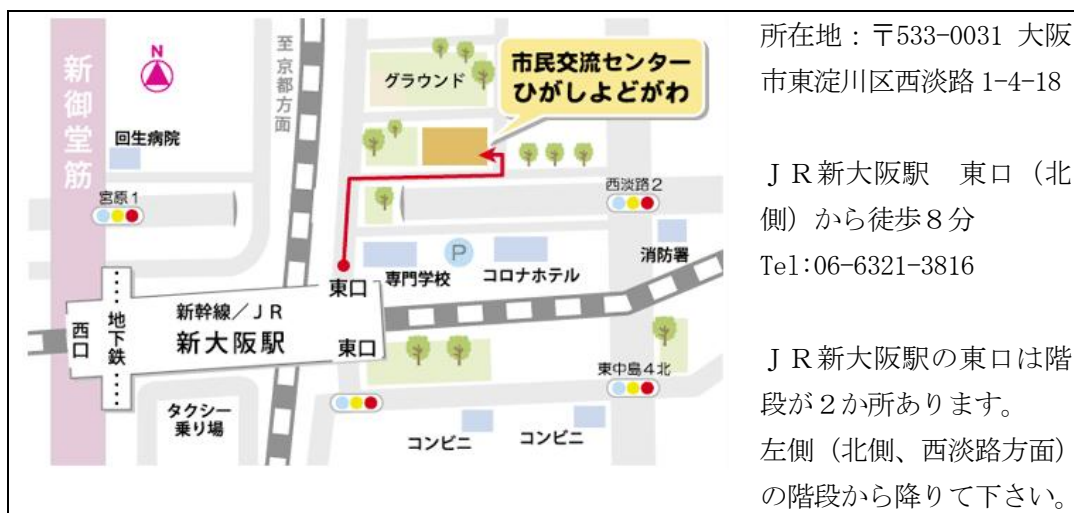 新御堂筋
N
至京都方面
グラウンド
市民交流センター
ひがしよどがわ
回生病院
宮原1
西淡路2
消防署
P
専門学校
コロナホテル
東口
新幹線／ＪＲ
新大阪駅
東口
西口
…地下鉄…
東中島4北
タクシー
乗り場
コンビニ
コンビニ
所在地：〒533-0031 大阪
市東淀川区西淡路 1-4-18
ＪＲ新大阪駅　東口（北
側）から徒歩８分
Tel:06-6321-3816
ＪＲ新大阪駅の東口は階
段が２か所あります。
左側（北側、西淡路方面）
の階段から降りて下さい。